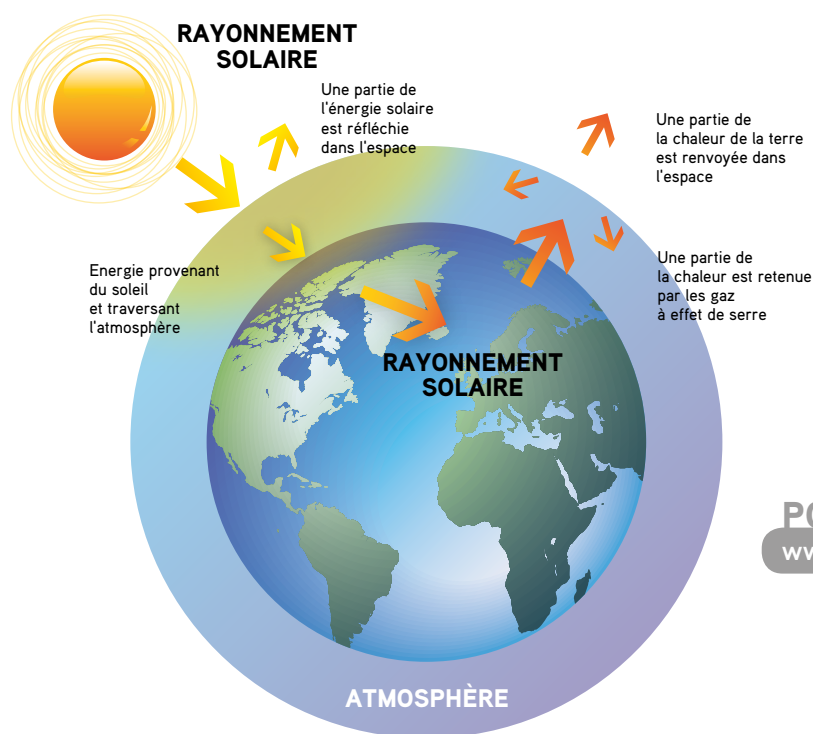 RAYONNEMENT
SOLAIRE
Une partie de
l'énergie solaire
est réfléchie
dans l'espace
Une partie de
la chaleur de la terre
est renvoyée dans
l'espace
Energie provenant
du soleil
et traversant
l'atmosphère
Une partie de
la chaleur est retenue
par les gaz
à effet de serre
RAYONNEMENT
SOLAIRE
ATMOSPHÈRE